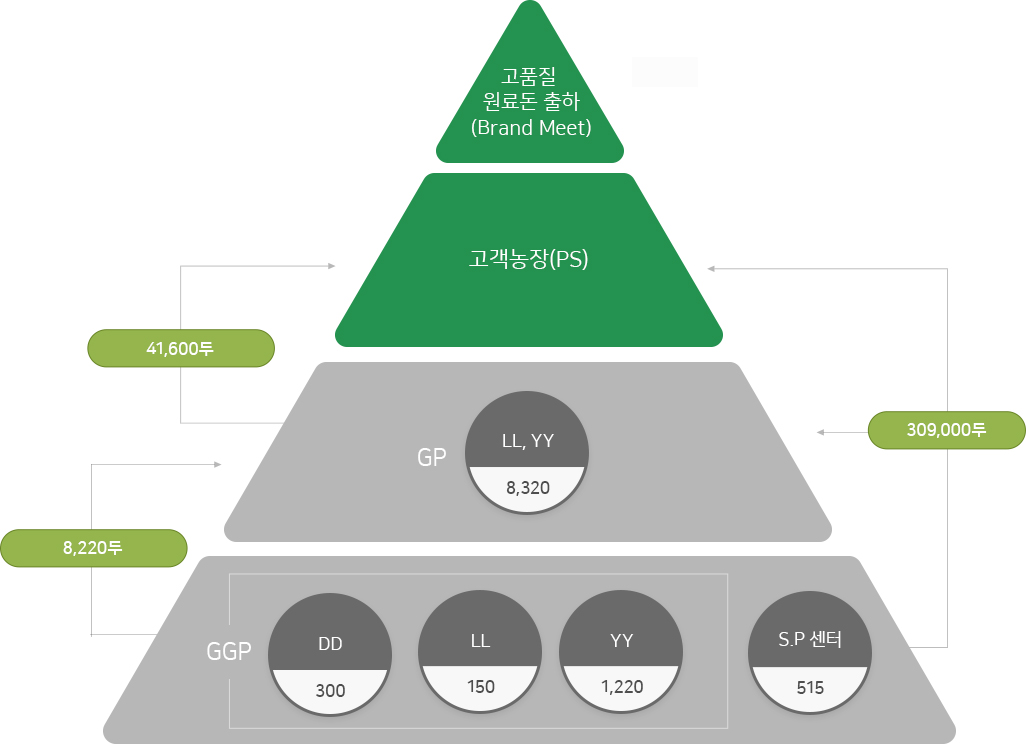 고품질
원료돈 출하
(Brand Meet)
고객농장(PS)
41,600두
309,000두
GP
LL, YY
8,320
8,220두
GGP
DD
300
LL
150
YY
1,220
S.P 센터
515